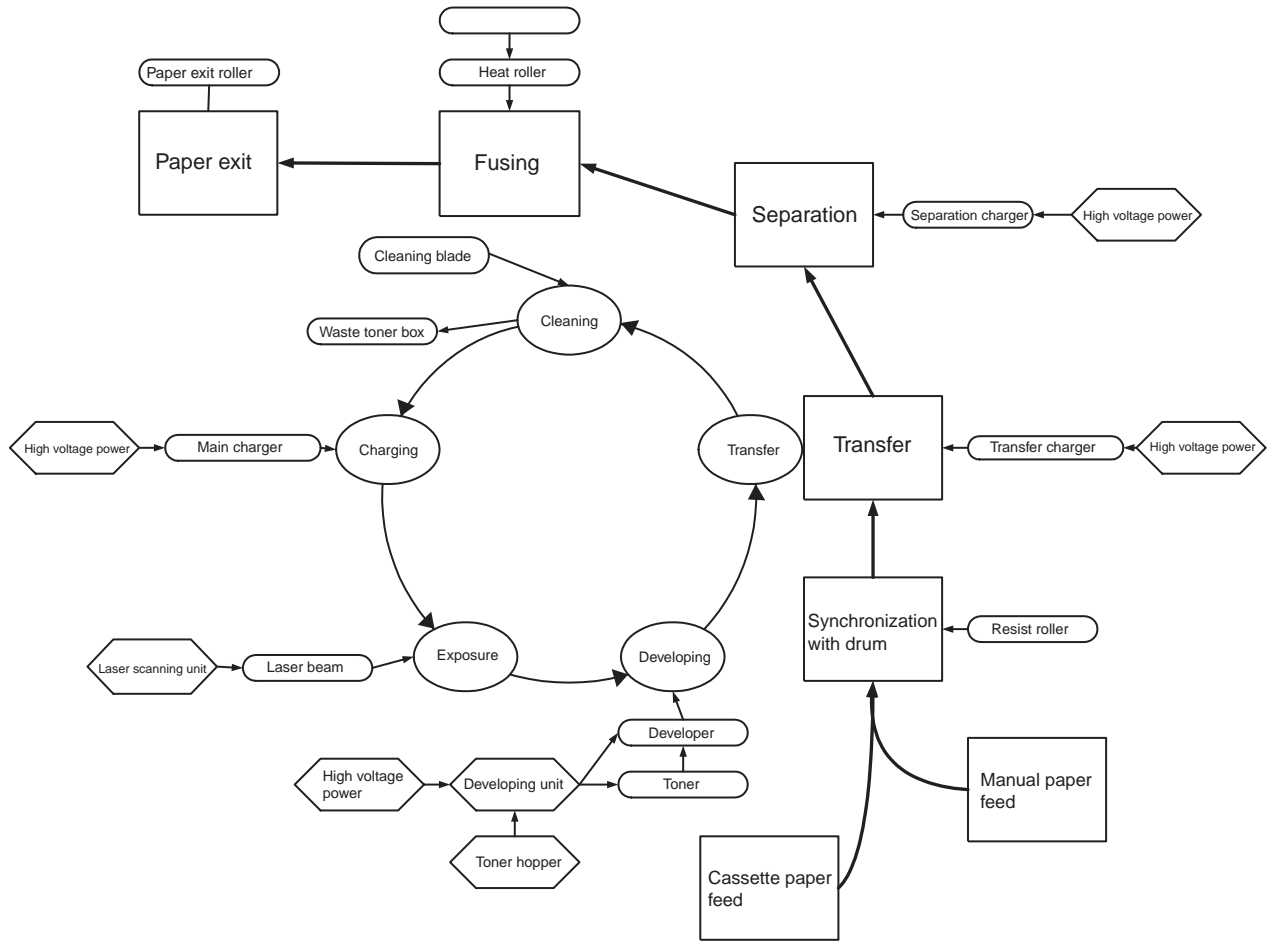 Paper exit roller
Heat roller
Paper exit
Fusing
Separation
Separation charger
High voltage power
Cleaning blade
Cleaning
Waste toner box
High voltage power
Main charger
Charging
Transfer
Transfer
Transfer charger
High voltage power
Synchronization
with drum
Resist roller
Laser scanning unit
Laser beam
Exposure
Developing
Developer
High voltage
power
Developing unit
Toner
Manual paper
feed
Toner hopper
Cassette paper
feed